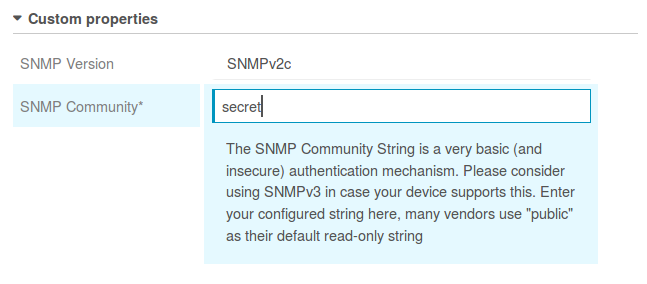 Custom properties
SNMP Version SNMPv2c
SNMP Community* secret
The SNMP Community String is a very basic (and
insecure) authentication mechanism. Please consider
using SNMPv3 in case your device supports this. Enter
your configured string here, many vendors use "public"
as their default read-only string